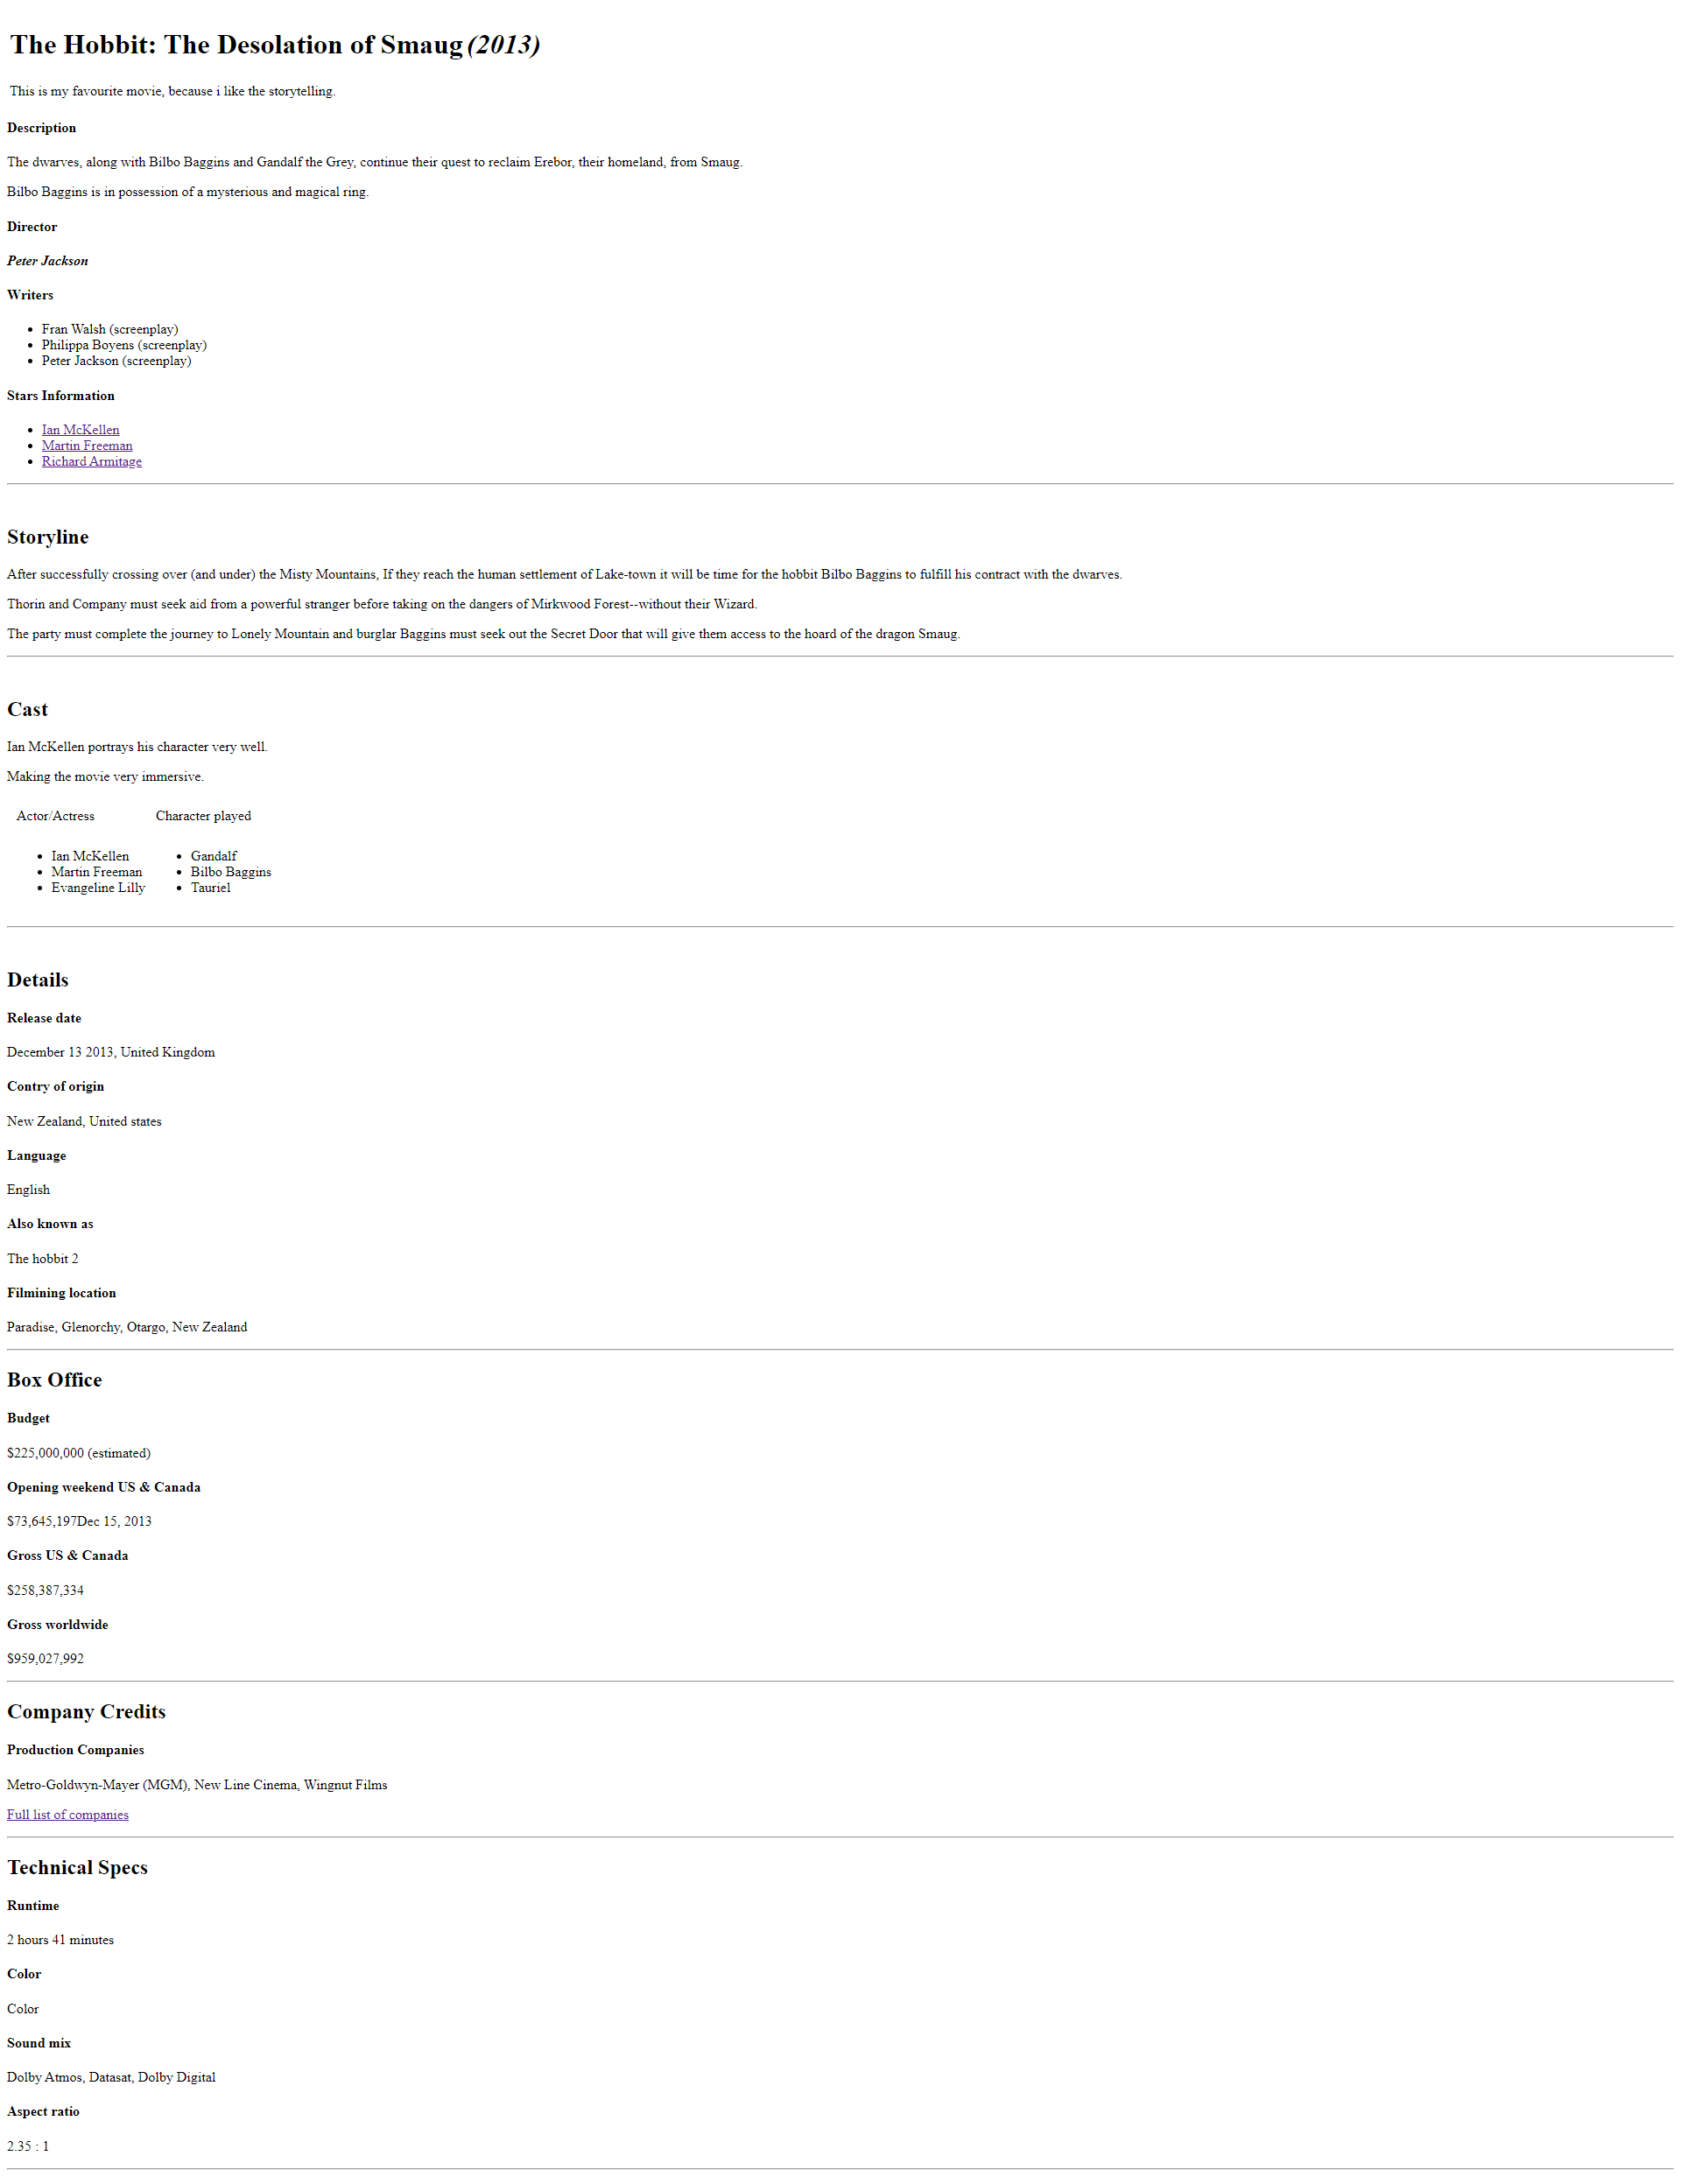 The Hobbit: The Desolation of Smaug (2013)
This is my favourite movie, because i like the storytelling.
Description
The dwarves, along with Bilbo Baggins and Gandalf the Grey, continue their quest to reclaim Erebor, their homeland, from Smaug.
Bilbo Baggins is in possession of a mysterious and magical ring.
Director
Peter Jackson
Writers
Fran Walsh (screenplay)
Philippa Boyens (screenplay)
Peter Jackson (screenplay)
Stars Information
Ian McKellen
Martin Freeman
Richard Armitage
Storyline
After successfully crossing over (and under) the Misty Mountains, If they reach the human settlement of Lake-town it will be time for the hobbit Bilbo Baggins to fulfill his contract with the dwarves.
Thorin and Company must seek aid from a powerful stranger before taking on the dangers of Mirkwood Forest--without their Wizard.
The party must complete the journey to Lonely Mountain and burglar Baggins must seek out the Secret Door that will give them access to the hoard of the dragon Smaug.
Cast
Ian McKellen portrays his character very well.
Making the movie very immersive.
Actor/Actress Character played
Ian McKellen Gandalf
Martin Freeman Bilbo Baggins
Evangeline Lilly Tauriel
Details
Release date
December 13 2013, United Kingdom
Contry of origin
New Zealand, United states
Language
English
Also known as
The hobbit 2
Filmining location
Paradise, Glenorchy, Otargo, New Zealand
Box Office
Budget
$225,000,000 (estimated)
Opening weekend US & Canada
$73,645,197Dec 15, 2013
Gross US & Canada
$258,387,334
Gross worldwide
$959,027,992
Company Credits
Production Companies
Metro-Goldwyn-Mayer (MGM), New Line Cinema, Wingnut Films
Full list of companies
Technical Specs
Runtime
2 hours 41 minutes
Color
Color
Sound mix
Dolby Atmos, Datasat, Dolby Digital
Aspect ratio
2.35 : 1